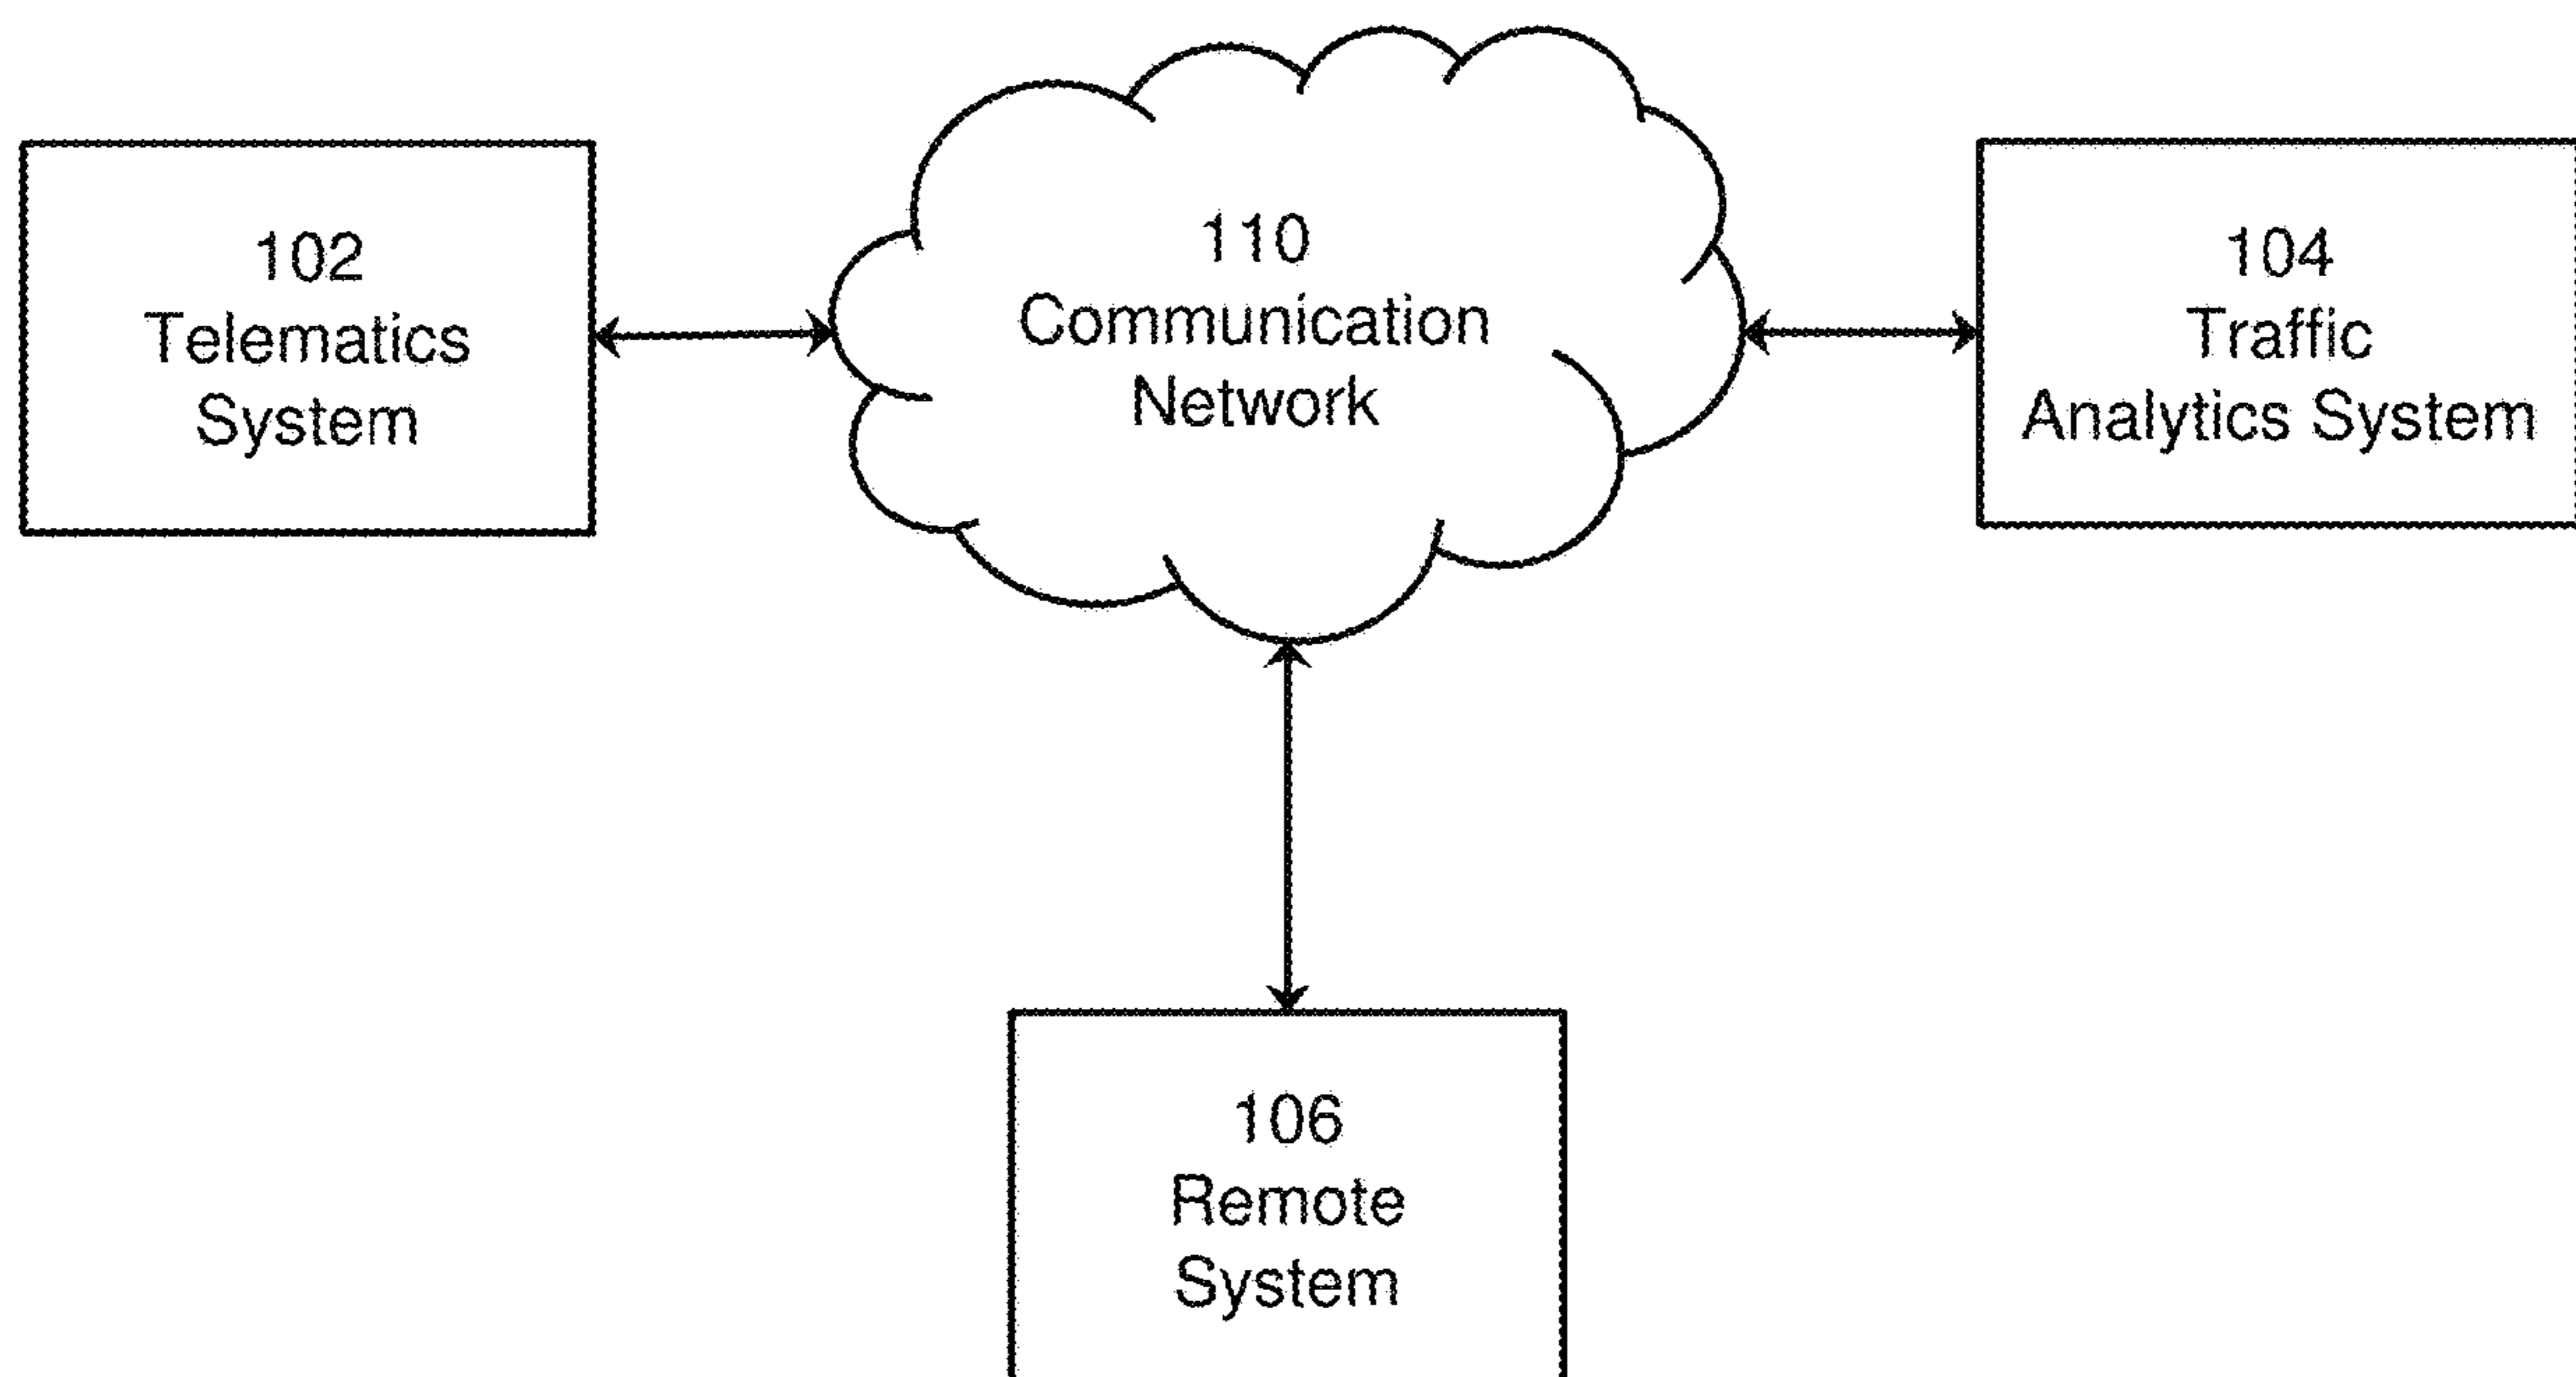 102
Telematics
System
110
Communication
Network
104
Traffic
Analytics System
106
Remote
System